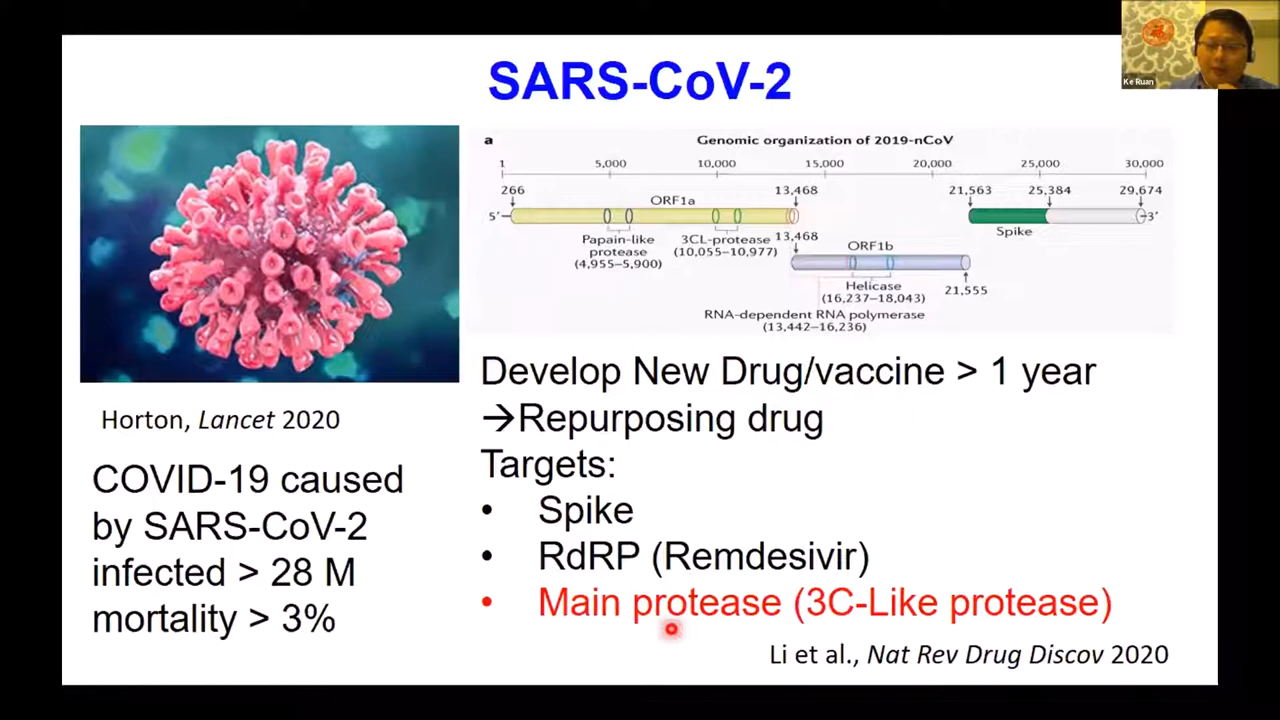 SARS-CoV-2
Ke Ruan
a
Genomic organization of 2019-nCoV
1 5,000 10,000 15,000 20,000 25,000 30,000
266 13,468 21,563 25,384 29,674
ORF1a
5′ 3′
Papain-like
protease
(4,955–5,900)
3CL-protease
(10,055–10,977)
13,468
Spike
ORF1b
Helicase
(16,237–18,043)
21,555
RNA-dependent RNA polymerase
(13,442–16,236)
Horton, Lancet 2020
COVID-19 caused
by SARS-CoV-2
infected > 28 M
mortality > 3%
Develop New Drug/vaccine > 1 year
→Repurposing drug
Targets:
• Spike
• RdRP (Remdesivir)
• Main protease (3C-Like protease)
Li et al., Nat Rev Drug Discov 2020